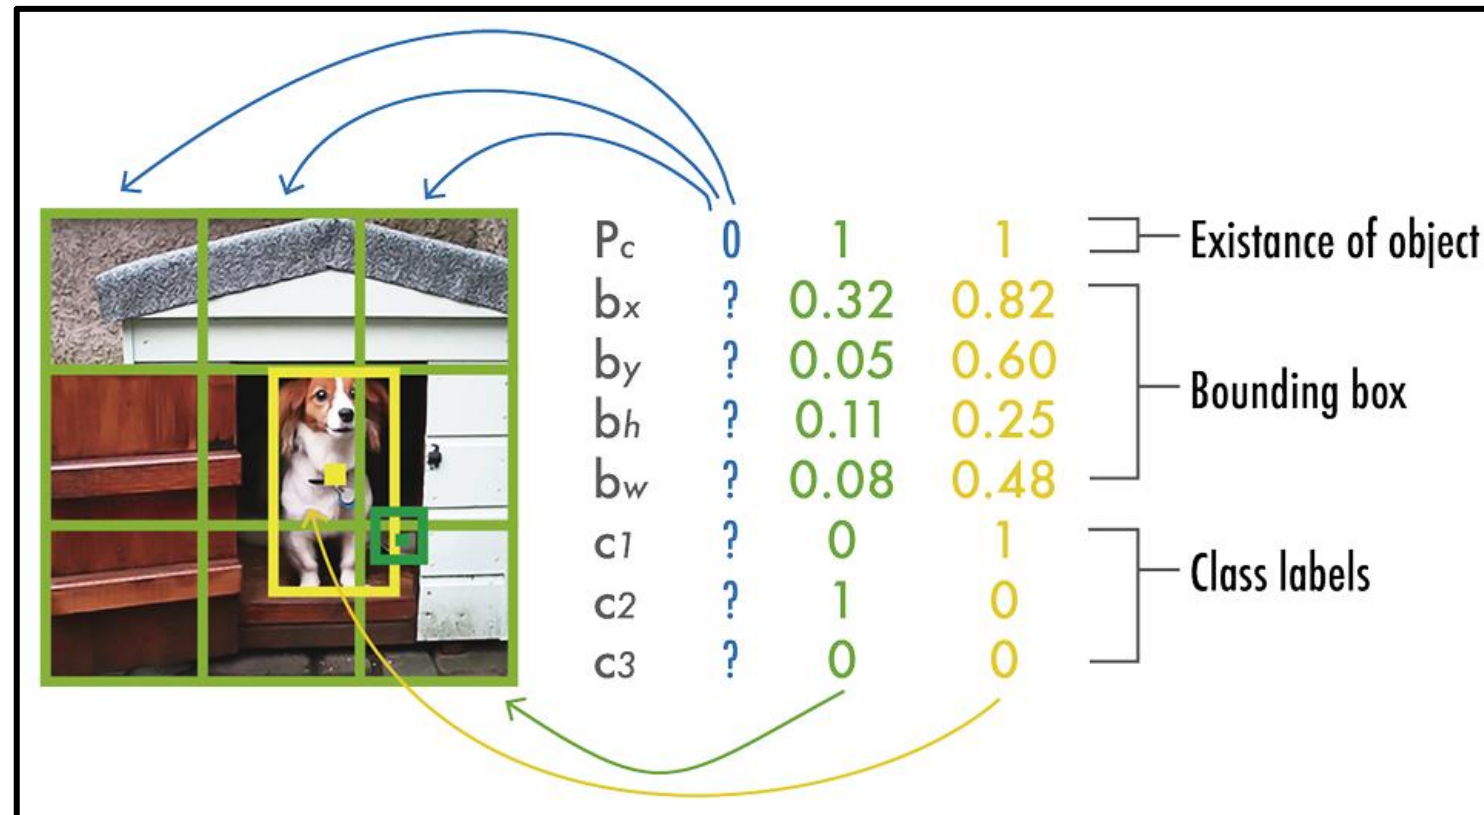 Pc 0 1 1 Existance of object
bx ? 0.32 0.82
by ? 0.05 0.60
bh ? 0.11 0.25 Bounding box
bw ? 0.08 0.48
c1 ? 0 1
c2 ? 1 0 Class labels
c3 ? 0 0